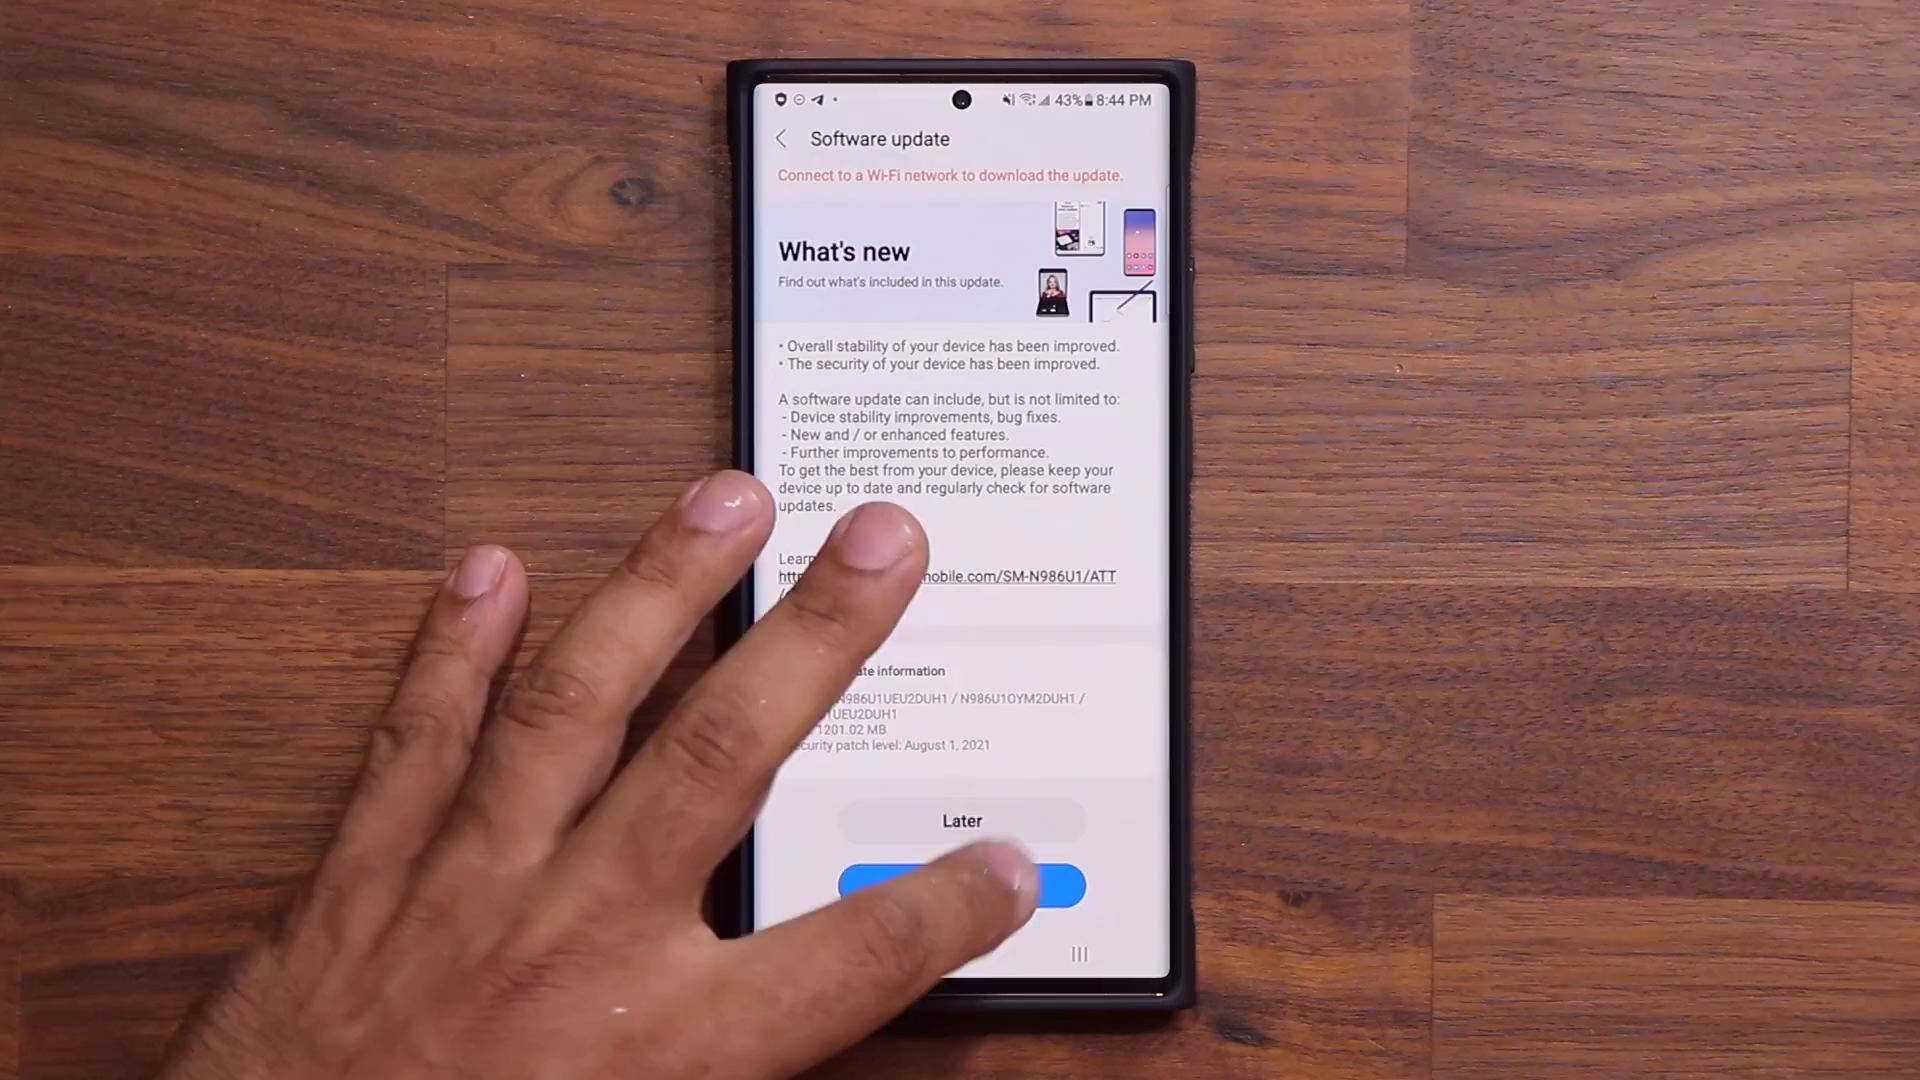 43% 8:44 PM
Software update
Connect to a Wi-Fi network to download the update.
What's new
Find out what's included in this update.
• Overall stability of your device has been improved.
• The security of your device has been improved.
A software update can include, but is not limited to:
- Device stability improvements, bug fixes.
- New and / or enhanced features.
- Further improvements to performance.
To get the best from your device, please keep your
device up to date and regularly check for software
updates.
mobile.com/SM-N986U1/ATT
information
N986U1UEU2DUH1 / N986U1OYM2DUH1 /
1UEU2DUH1
1201.02 MB
patch level: August 1, 2021
Later